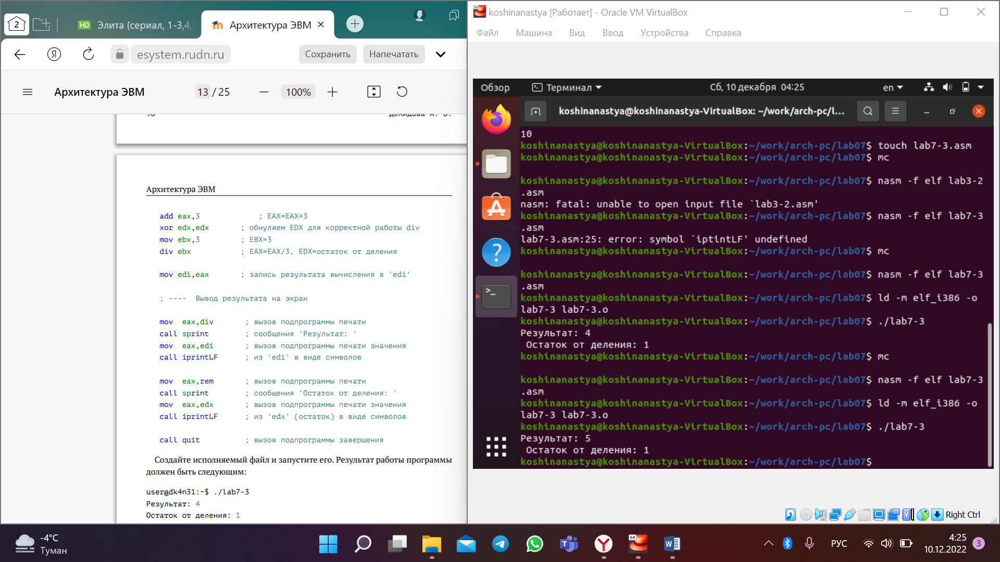 2
Элита (сериал, 1-3,4,
Архитектура ЭВМ
esystem.rudn.ru
Сохранить
Напечатать
Архитектура ЭВМ
13 / 25
100%
Демидова А. В.
Архитектура ЭВМ
add eax,3 ; EAX=EAX+3
xor edx,edx ; обнуляем EDX для корректной работы div
mov ebx,3 ; EBX=3
div ebx ; EAX=EAX/3, EDX=остаток от деления
mov edi,eax ; запись результата вычисления в 'edi'
; ---- Вывод результата на экран
mov eax,div ; вызов подпрограммы печати
call sprint ; сообщения 'Результат: '
mov eax,edi ; вызов подпрограммы печати значения
call iprintLF ; из 'edi' в виде символов
mov eax,rem ; вызов подпрограммы печати
call sprint ; сообщения 'Остаток от деления: '
mov eax,edx ; вызов подпрограммы печати значения
call iprintLF ; из 'edx' (остаток) в виде символов
call quit ; вызов подпрограммы завершения
Создайте исполняемый файл и запустите его. Результат работы программы
должен быть следующим:
user@dk4n31:~$ ./lab7-3
Результат: 4
Остаток от деления: 1
koshinanastya [Работает] - Oracle VM VirtualBox
Файл Машина Вид Ввод Устройства Справка
Обзор Терминал Сб, 10 декабря 04:25 en
koshinanastya@koshinanastya-VirtualBox: ~/work/arch-pc/l...
10
koshinanastya@koshinanastya-VirtualBox:~/work/arch-pc/lab07$ touch lab7-3.asm
koshinanastya@koshinanastya-VirtualBox:~/work/arch-pc/lab07$ mc
koshinanastya@koshinanastya-VirtualBox:~/work/arch-pc/lab07$ nasm -f elf lab3-2
.asm
nasm: fatal: unable to open input file `lab3-2.asm'
koshinanastya@koshinanastya-VirtualBox:~/work/arch-pc/lab07$ nasm -f elf lab7-3
.asm
lab7-3.asm:25: error: symbol `iptintLF' undefined
koshinanastya@koshinanastya-VirtualBox:~/work/arch-pc/lab07$ mc
koshinanastya@koshinanastya-VirtualBox:~/work/arch-pc/lab07$ nasm -f elf lab7-3
.asm
koshinanastya@koshinanastya-VirtualBox:~/work/arch-pc/lab07$ ld -m elf_i386 -o
lab7-3 lab7-3.o
koshinanastya@koshinanastya-VirtualBox:~/work/arch-pc/lab07$ ./lab7-3
Результат: 4
Остаток от деления: 1
koshinanastya@koshinanastya-VirtualBox:~/work/arch-pc/lab07$ mc
koshinanastya@koshinanastya-VirtualBox:~/work/arch-pc/lab07$ nasm -f elf lab7-3
.asm
koshinanastya@koshinanastya-VirtualBox:~/work/arch-pc/lab07$ ld -m elf_i386 -o
lab7-3 lab7-3.o
koshinanastya@koshinanastya-VirtualBox:~/work/arch-pc/lab07$ ./lab7-3
Результат: 5
Остаток от деления: 1
koshinanastya@koshinanastya-VirtualBox:~/work/arch-pc/lab07$
Right Ctrl
-4°C
Туман
РУС
4:25
10.12.2022
3